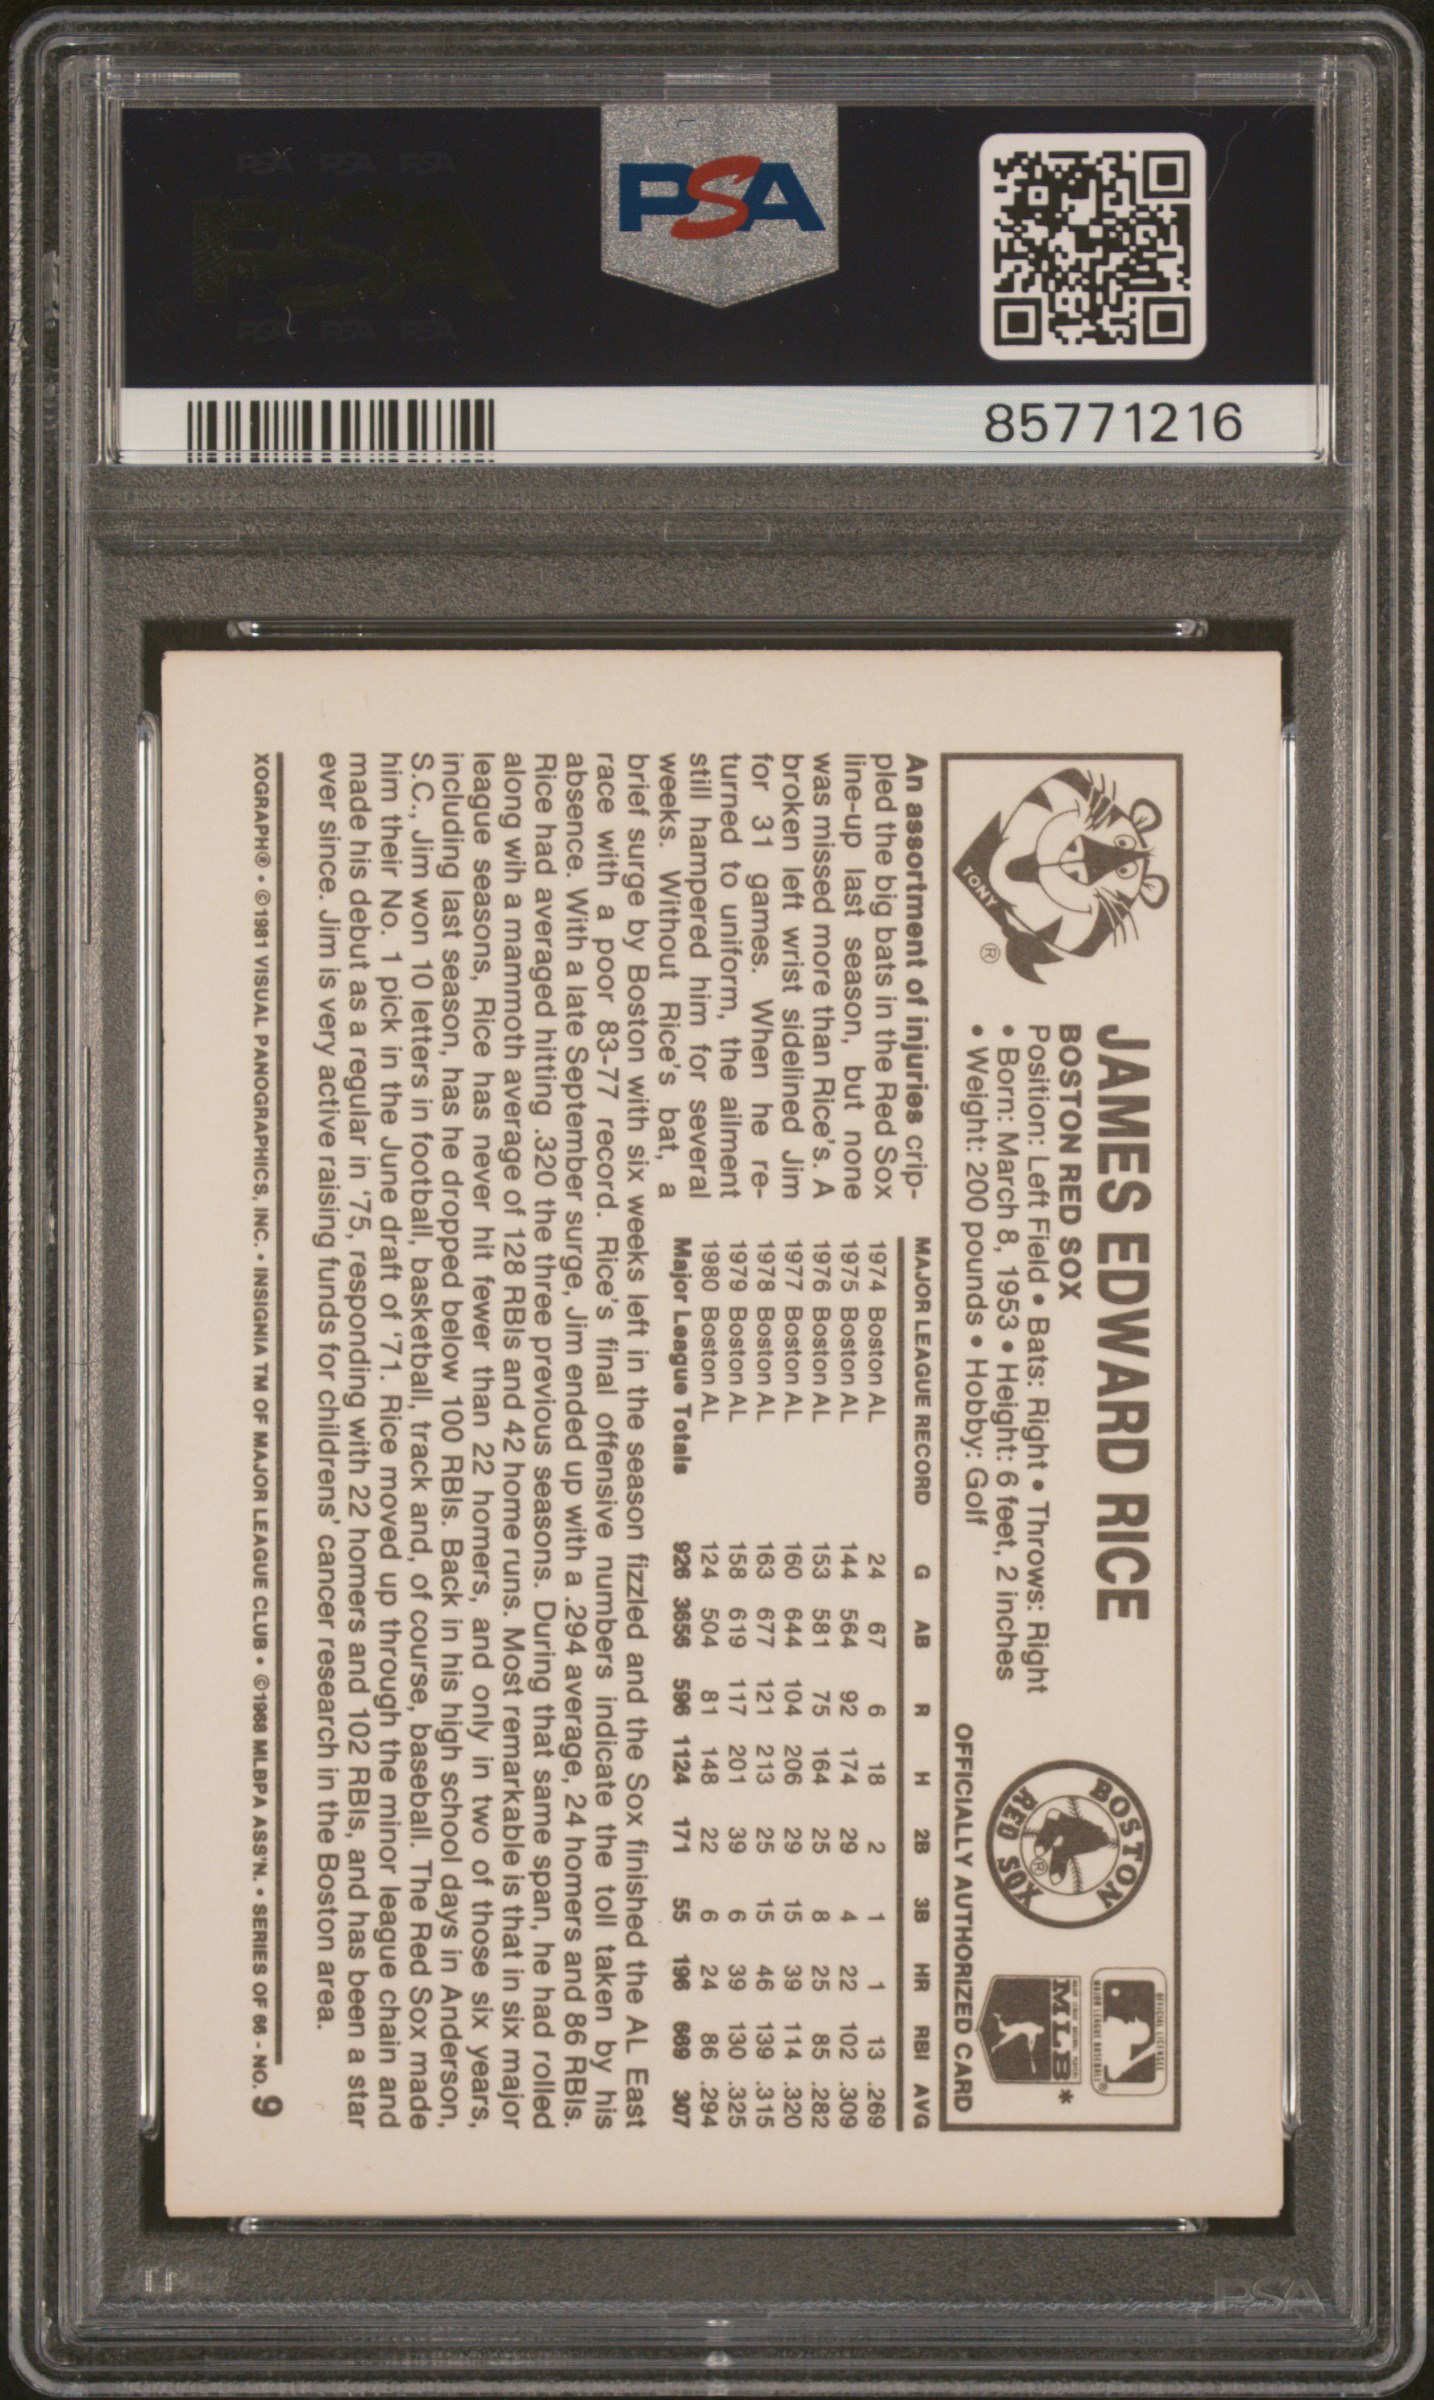 PSA
PSA PSA PSA
PSA
PSA PSA PSA
85771216
TONY
®
JAMES EDWARD RICE
BOSTON RED SOX
Position: Left Field • Bats: Right • Throws: Right
• Born: March 8, 1953 • Height: 6 feet, 2 inches
• Weight: 200 pounds • Hobby: Golf
BOSTON
RED SOX
®
OFFICIAL LICENSEE
MAJOR LEAGUE BASEBALL®
MLB*
OFFICIALLY AUTHORIZED CARD
An assortment of injuries crip-
pled the big bats in the Red Sox
line-up last season, but none
was missed more than Rice's. A
broken left wrist sidelined Jim
for 31 games. When he re-
turned to uniform, the ailment
still hampered him for several
weeks. Without Rice's bat, a
MAJOR LEAGUE RECORD G AB R H 2B 3B HR RBI AVG
1974 Boston AL 24 67 6 18 2 1 1 13 .269
1975 Boston AL 144 564 92 174 29 4 22 102 .309
1976 Boston AL 153 581 75 164 25 8 25 85 .282
1977 Boston AL 160 644 104 206 29 15 39 114 .320
1978 Boston AL 163 677 121 213 25 15 46 139 .315
1979 Boston AL 158 619 117 201 39 6 39 130 .325
1980 Boston AL 124 504 81 148 22 6 24 86 .294
Major League Totals 926 3656 596 1124 171 55 196 669 307
brief surge by Boston with six weeks left in the season fizzled and the Sox finished the AL East
race with a poor 83-77 record. Rice's final offensive numbers indicate the toll taken by his
absence. With a late September surge, Jim ended up with a .294 average, 24 homers and 86 RBIs.
Rice had averaged hitting .320 the three previous seasons. During that same span, he had rolled
along wih a mammoth average of 128 RBIs and 42 home runs. Most remarkable is that in six major
league seasons, Rice has never hit fewer than 22 homers, and only in two of those six years,
including last season, has he dropped below 100 RBIs. Back in his high school days in Anderson,
S.C., Jim won 10 letters in football, basketball, track and, of course, baseball. The Red Sox made
him their No. 1 pick in the June draft of '71. Rice moved up through the minor league chain and
made his debut as a regular in '75, responding with 22 homers and 102 RBIs, and has been a star
ever since. Jim is very active raising funds for childrens' cancer research in the Boston area.
XOGRAPH® • ©1981 VISUAL PANOGRAPHICS, INC. • INSIGNIA TM OF MAJOR LEAGUE CLUB • ©1968 MLBPA ASS'N. • SERIES OF 66 - NO. 9
PSA